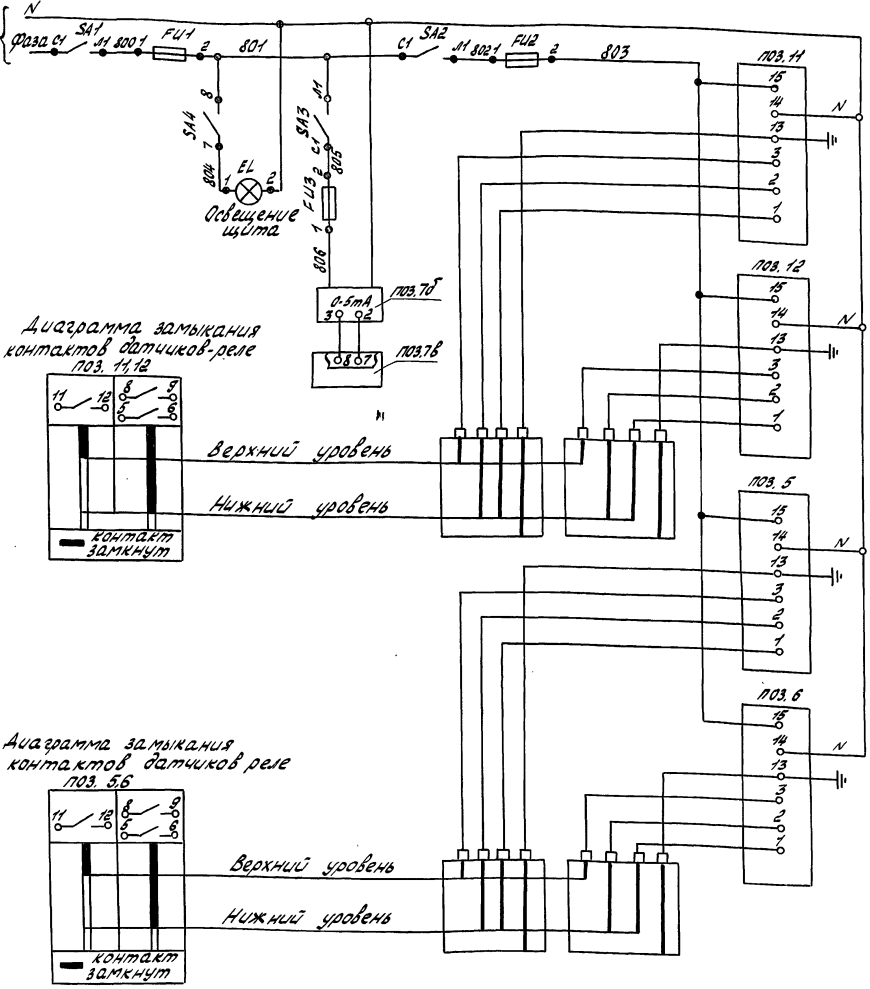 N
Фаза С1 SA1 Л1 800 1 FU1 2 801 С1 SA2 Л1 802 1 FU2 2 803
8
SA4
7
804
1 EL 2
Освещение
щита
Л1
SA3
С1
805
2
FU3
1
806
0-5mA
3 2
поз.7б
8 7
поз.7в
поз.11
15
14 N
13
3
2
1
поз.12
15
14 N
13
3
2
1
поз.5
15
14 N
13
3
2
1
поз.6
15
14 N
13
3
2
1
Диаграмма замыкания
контактов датчиков-реле
поз. 11,12
11 12 8 9
5 6
Верхний уровень
Нижний уровень
контакт
замкнут
Диаграмма замыкания
контактов датчиков реле
поз. 5,6
11 12 8 9
5 6
Верхний уровень
Нижний уровень
контакт
замкнут